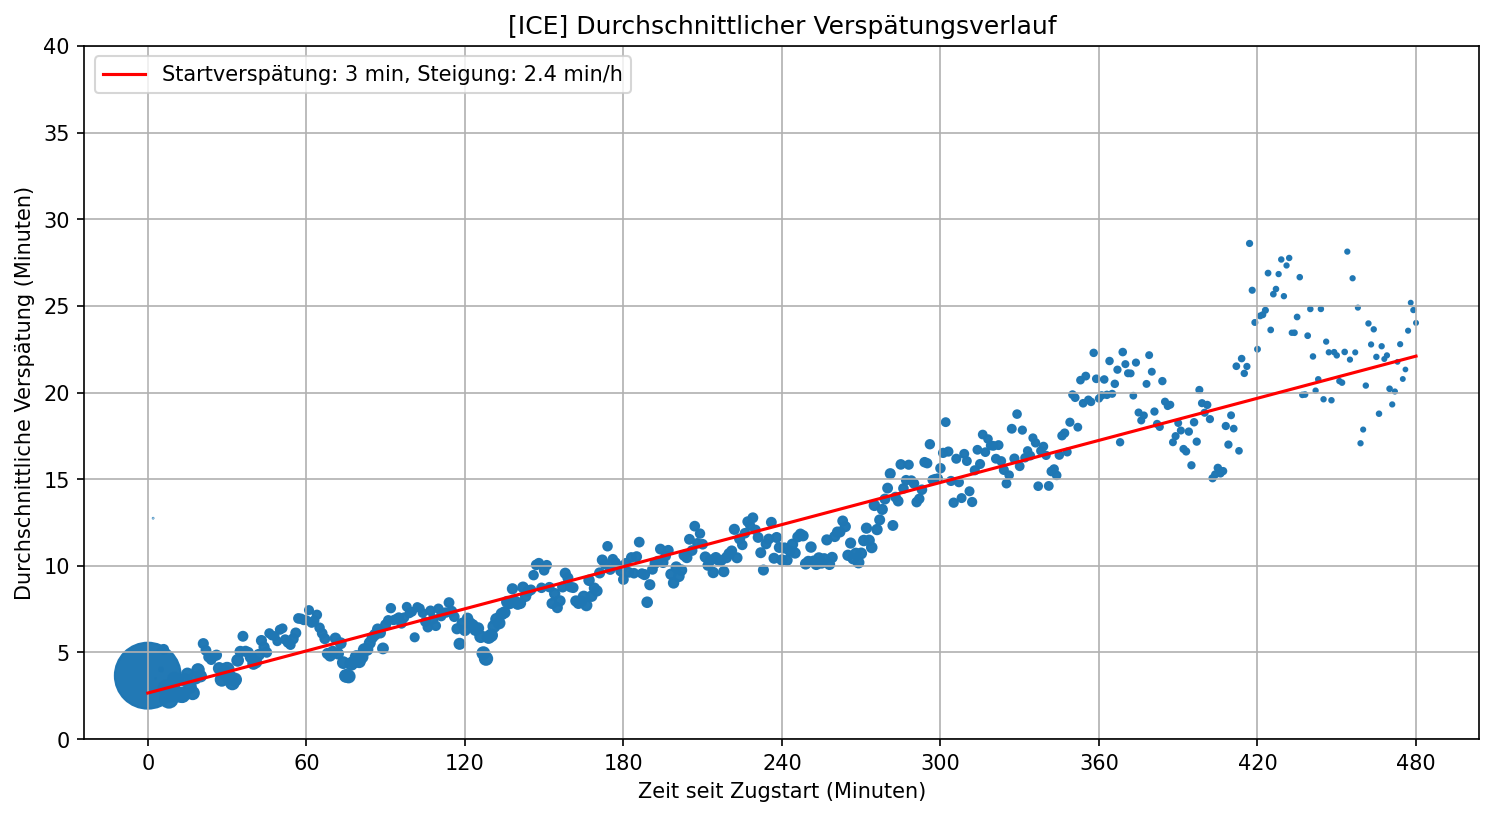 [ICE] Durchschnittlicher Verspätungsverlauf
Startverspätung: 3 min, Steigung: 2.4 min/h
Durchschnittliche Verspätung (Minuten)
40
35
30
25
20
15
10
5
0
0 60 120 180 240 300 360 420 480
Zeit seit Zugstart (Minuten)